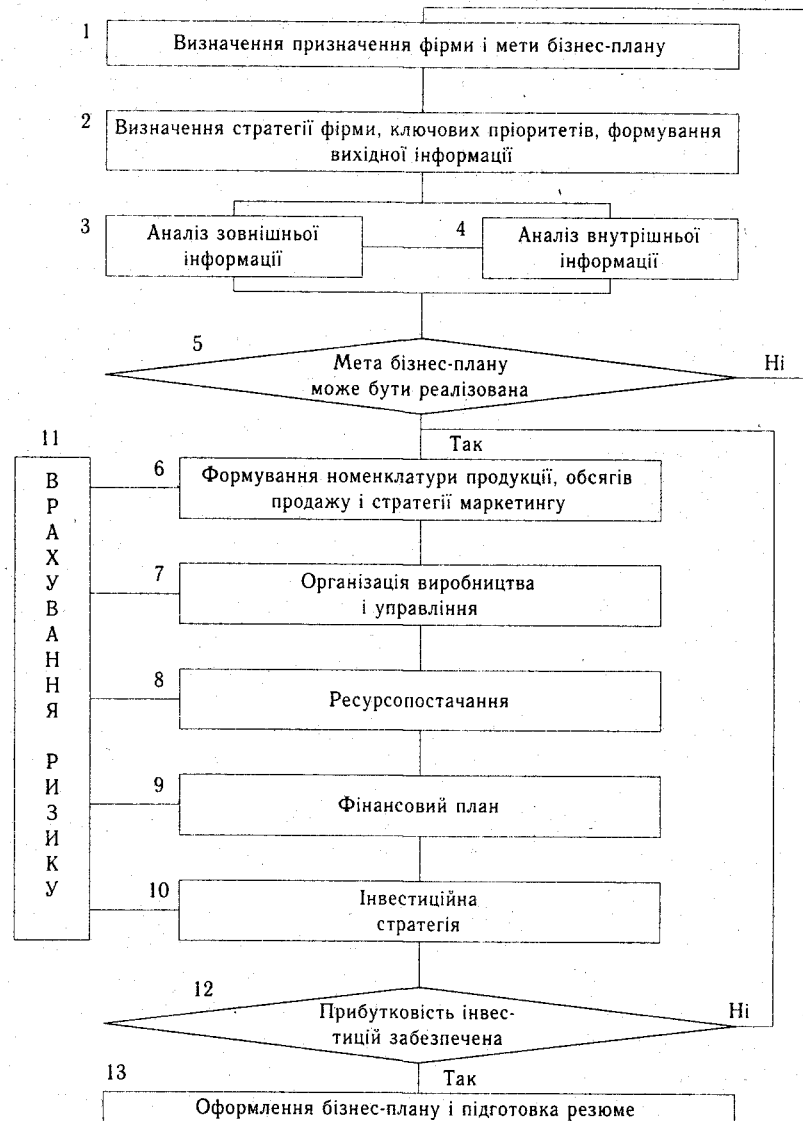 1
Визначення призначення фірми і мети бізнес-плану
2
Визначення стратегії фірми, ключових пріоритетів, формування
вихідної інформації
3
Аналіз зовнішньої
інформації
4
Аналіз внутрішньої
інформації
5
Мета бізнес-плану
може бути реалізована
Ні
Так
11
ВРАХУВАННЯ РИЗИКУ
6
Формування номенклатури продукції, обсягів
продажу і стратегії маркетингу
7
Організація виробництва
і управління
8
Ресурсопостачання
9
Фінансовий план
10
Інвестиційна
стратегія
12
Прибутковість інвес-
тицій забезпечена
Ні
Так
13
Оформлення бізнес-плану і підготовка резюме